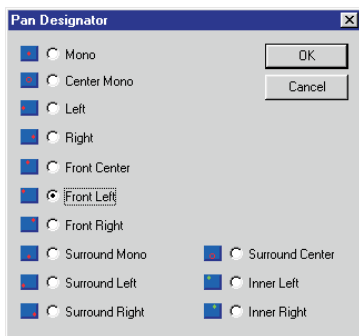 Pan Designator
Mono
OK
Center Mono
Cancel
Left
Right
Front Center
Front Left
Front Right
Surround Mono
Surround Center
Surround Left
Inner Left
Surround Right
Inner Right